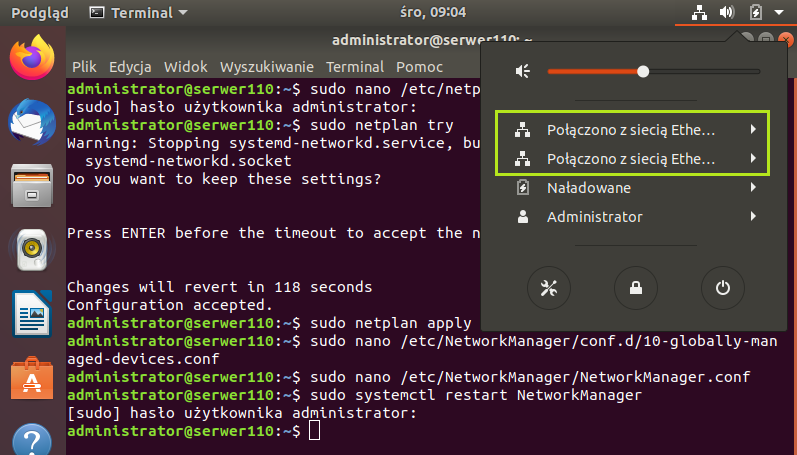 Podgląd
Terminal
śro, 09:04
administrator@serwer110: ~
Plik Edycja Widok Wyszukiwanie Terminal Pomoc
administrator@serwer110:~$ sudo nano /etc/netp
[sudo] hasło użytkownika administrator:
administrator@serwer110:~$ sudo netplan try
Warning: Stopping systemd-networkd.service, bu
systemd-networkd.socket
Do you want to keep these settings?
Press ENTER before the timeout to accept the n
Changes will revert in 118 seconds
Configuration accepted.
administrator@serwer110:~$ sudo netplan apply
administrator@serwer110:~$ sudo nano /etc/NetworkManager/conf.d/10-globally-man
aged-devices.conf
administrator@serwer110:~$ sudo nano /etc/NetworkManager/NetworkManager.conf
administrator@serwer110:~$ sudo systemctl restart NetworkManager
[sudo] hasło użytkownika administrator:
administrator@serwer110:~$
Połączono z siecią Ethe…
Połączono z siecią Ethe…
Naładowane
Administrator